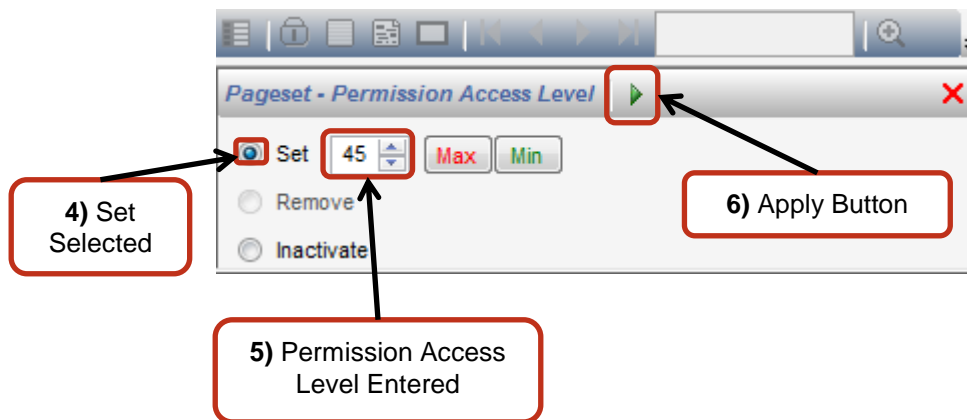 Pageset - Permission Access Level
Set 45 Max Min
Remove
Inactivate
4) Set
Selected
6) Apply Button
5) Permission Access
Level Entered